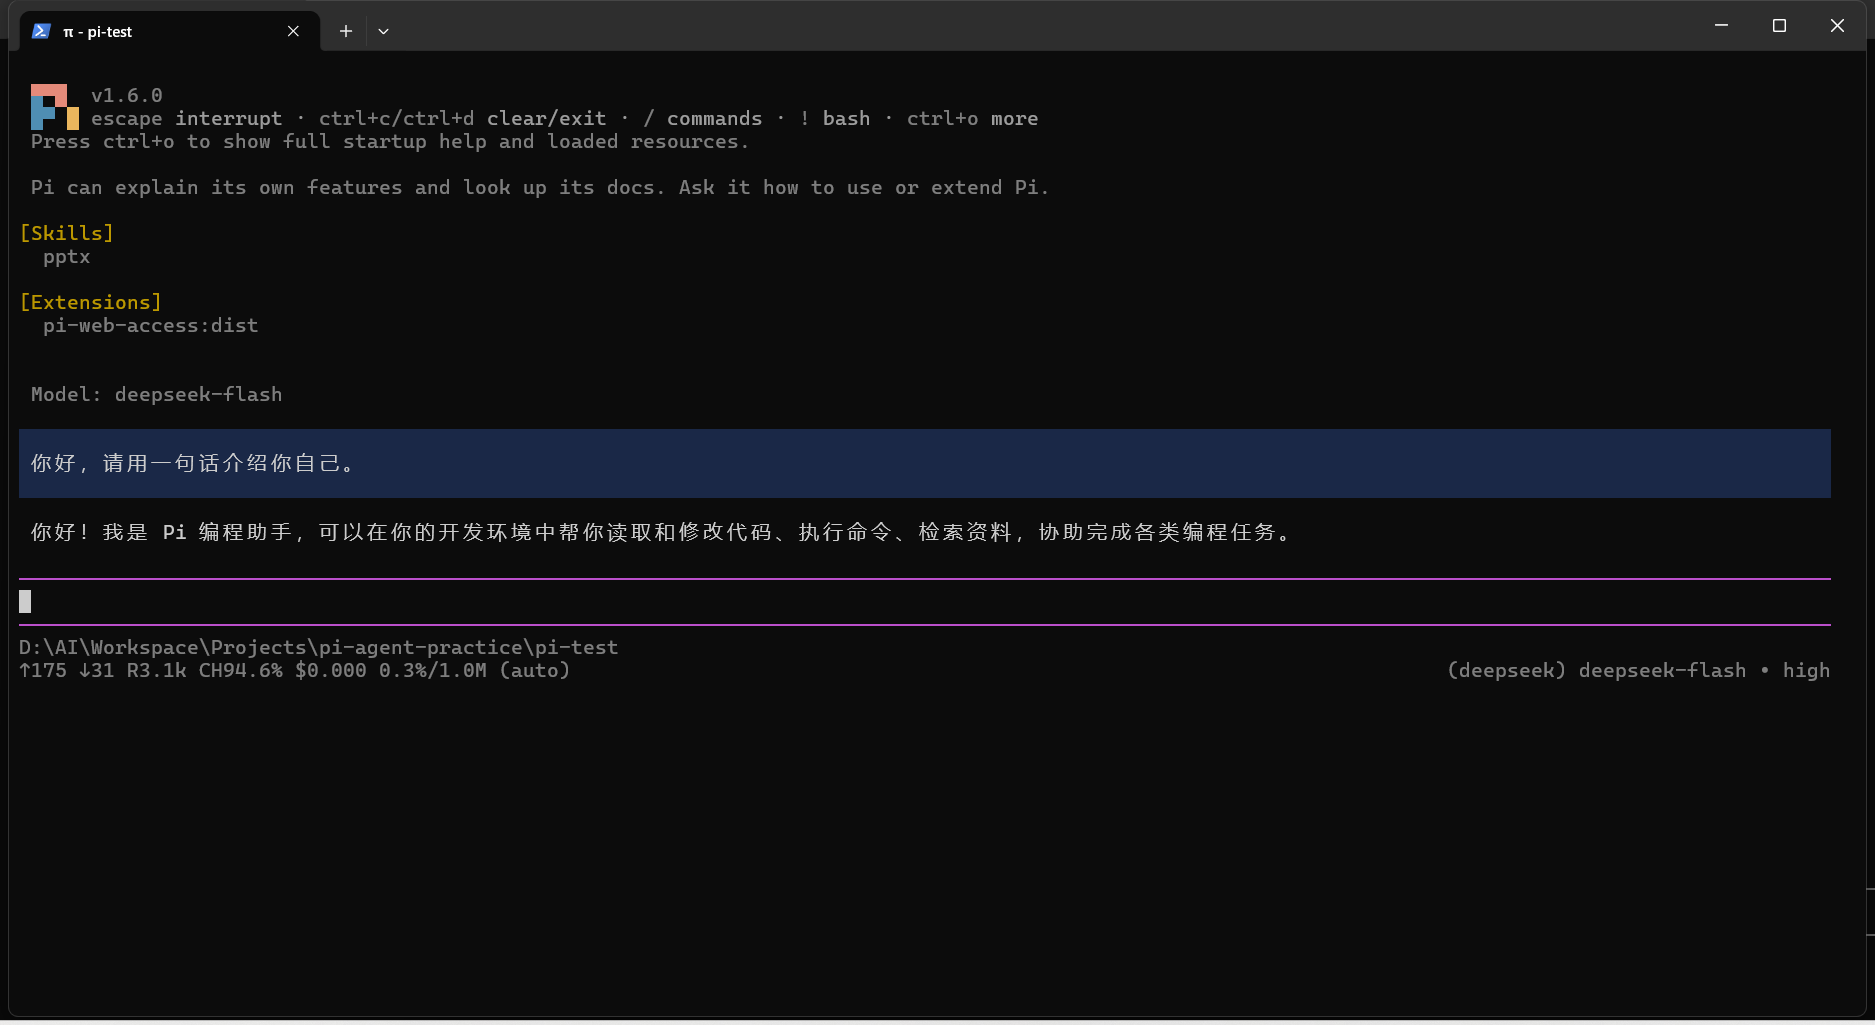 π - pi-test
v1.6.0
escape interrupt · ctrl+c/ctrl+d clear/exit · / commands · ! bash · ctrl+o more
Press ctrl+o to show full startup help and loaded resources.
Pi can explain its own features and look up its docs. Ask it how to use or extend Pi.
[Skills]
pptx
[Extensions]
pi-web-access:dist
Model: deepseek-flash
你好，请用一句话介绍你自己。
你好！我是 Pi 编程助手，可以在你的开发环境中帮你读取和修改代码、执行命令、检索资料，协助完成各类编程任务。
D:\AI\Workspace\Projects\pi-agent-practice\pi-test
↑175 ↓31 R3.1k CH94.6% $0.000 0.3%/1.0M (auto) (deepseek) deepseek-flash • high